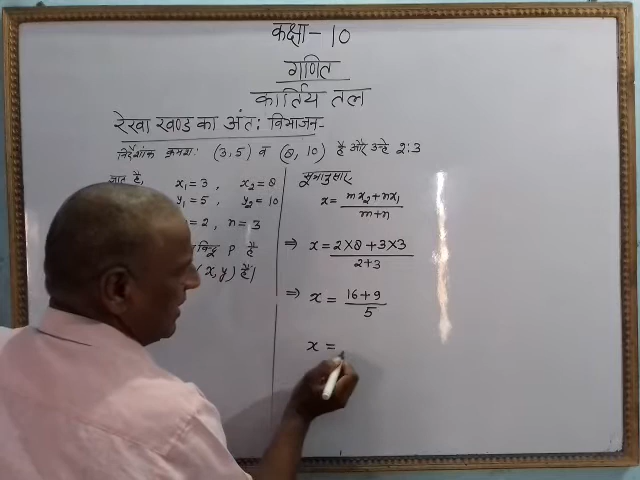 कक्षा - 10
गणित
कार्तिय तल
रेखा खण्ड का अंत: विभाजन-
निर्देशांक क्रमश: (3, 5) व (8, 10) है और उन्हे 2:3
ज्ञात है,
x₁ = 3 , x₂ = 8
y₁ = 5 , y₂ = 10
= 2 , n = 3
बिन्दु P है
(x, y) है।
सूत्रानुसार,
x = mx₂ + nx₁ / m + n
⇒ x = 2×8 + 3×3 / 2+3
⇒ x = 16 + 9 / 5
x =